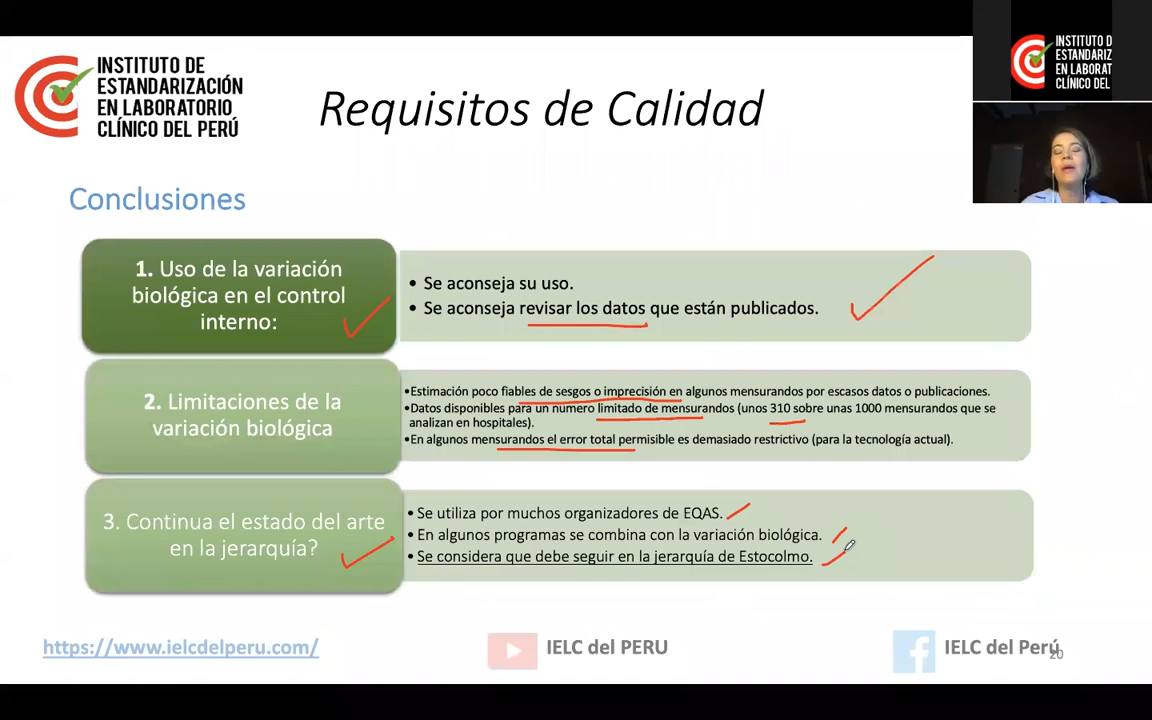 INSTITUTO DE
ESTANDARIZACIÓN
EN LABORATORIO
CLÍNICO DEL PERÚ
Requisitos de Calidad
INSTITUTO D
ESTANDARIZ
EN LABORAT
CLÍNICO DEL
Conclusiones
1. Uso de la variación
biológica en el control
interno:
• Se aconseja su uso.
• Se aconseja revisar los datos que están publicados.
2. Limitaciones de la
variación biológica
•Estimación poco fiables de sesgos o imprecisión en algunos mensurandos por escasos datos o publicaciones.
•Datos disponibles para un numero limitado de mensurandos (unos 310 sobre unas 1000 mensurandos que se
analizan en hospitales).
•En algunos mensurandos el error total permisible es demasiado restrictivo (para la tecnología actual).
3. Continua el estado del arte
en la jerarquía?
• Se utiliza por muchos organizadores de EQAS.
• En algunos programas se combina con la variación biológica.
• Se considera que debe seguir en la jerarquía de Estocolmo.
https://www.ielcdelperu.com/
IELC del PERU
IELC del Perú
20